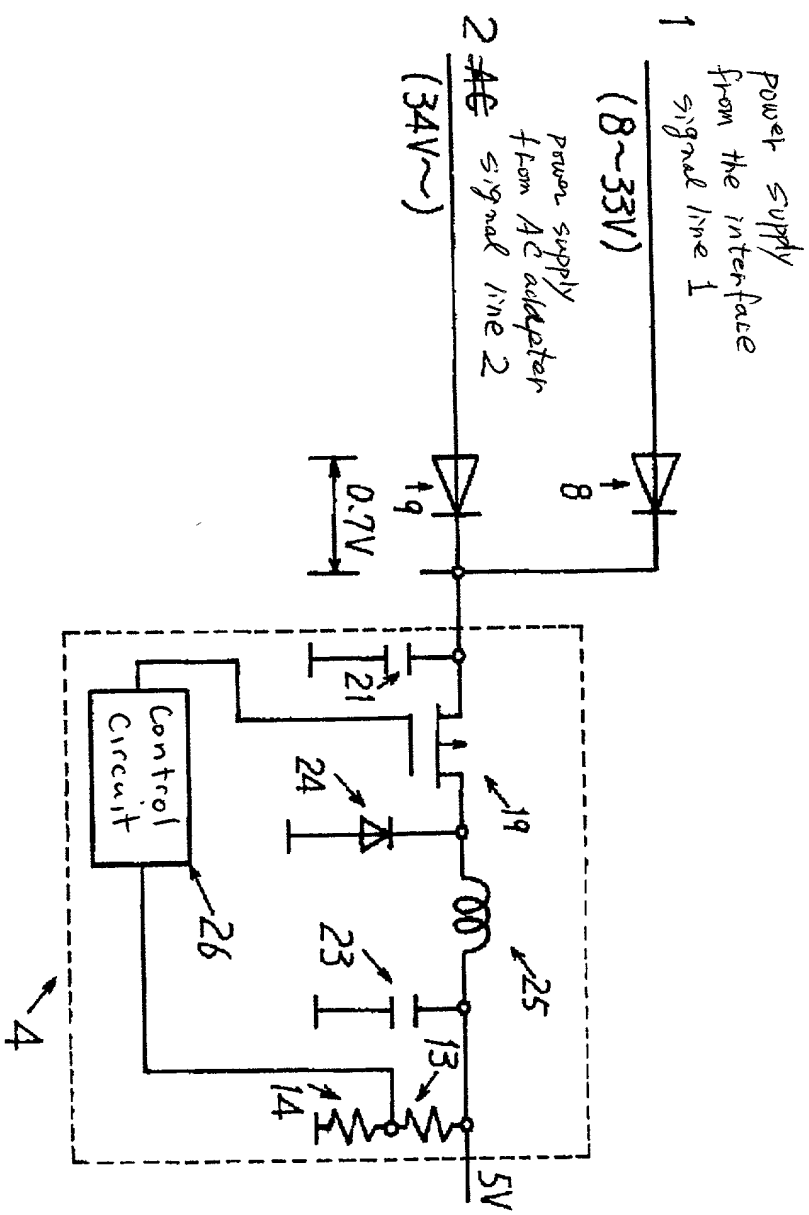 1
power supply
from the interface
signal line 1
(8~33V)
2 AC
power supply
from AC adapter
signal line 2
(34V~)
8
9
0.7V
21
19
24
25
23
13
14
Control
Circuit
26
4
5V